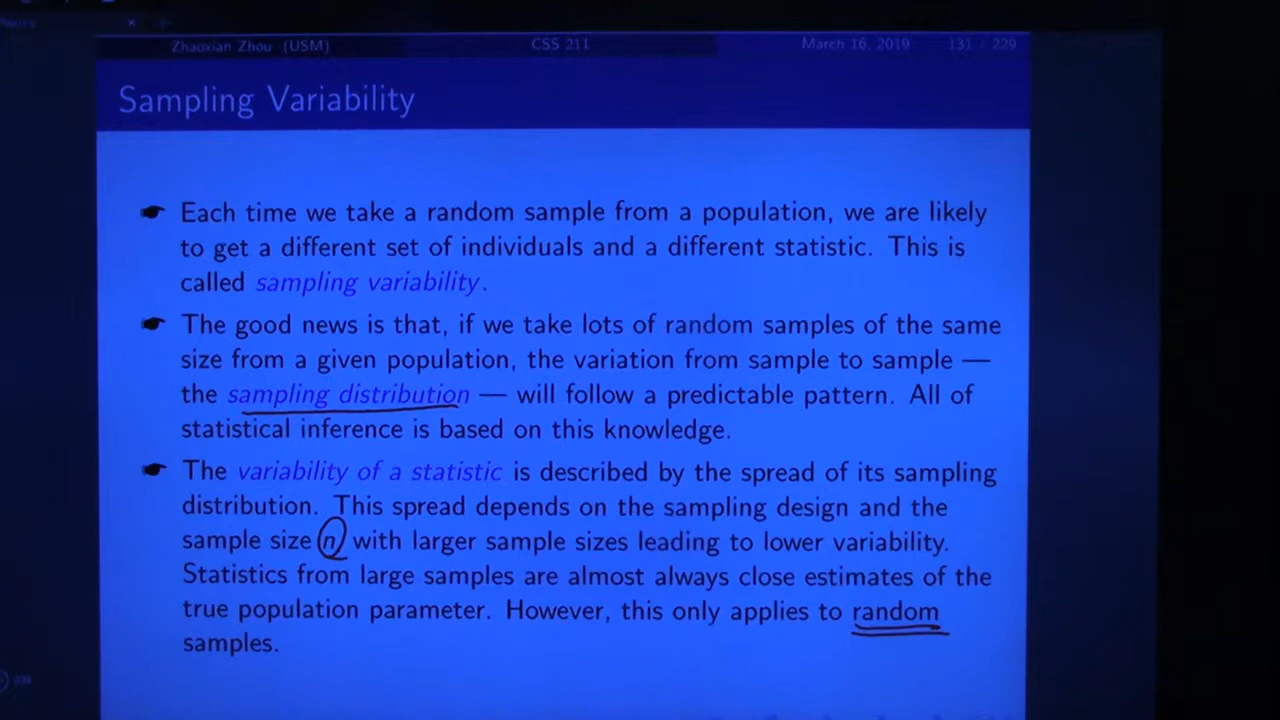 Zhaoxian Zhou (USM) CSS 211 March 16, 2019 131 / 229
Sampling Variability
Each time we take a random sample from a population, we are likely
to get a different set of individuals and a different statistic. This is
called sampling variability.
The good news is that, if we take lots of random samples of the same
size from a given population, the variation from sample to sample —
the sampling distribution — will follow a predictable pattern. All of
statistical inference is based on this knowledge.
The variability of a statistic is described by the spread of its sampling
distribution. This spread depends on the sampling design and the
sample size n, with larger sample sizes leading to lower variability.
Statistics from large samples are almost always close estimates of the
true population parameter. However, this only applies to random
samples.